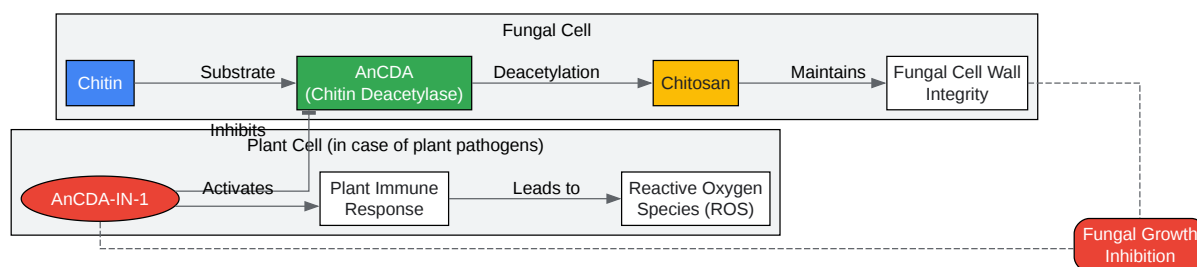 Fungal Cell
Chitin
Substrate
AnCDA
(Chitin Deacetylase)
Deacetylation
Chitosan
Maintains
Fungal Cell Wall
Integrity
Inhibits
Plant Cell (in case of plant pathogens)
AnCDA-IN-1
Activates
Plant Immune
Response
Leads to
Reactive Oxygen
Species (ROS)
Fungal Growth
Inhibition